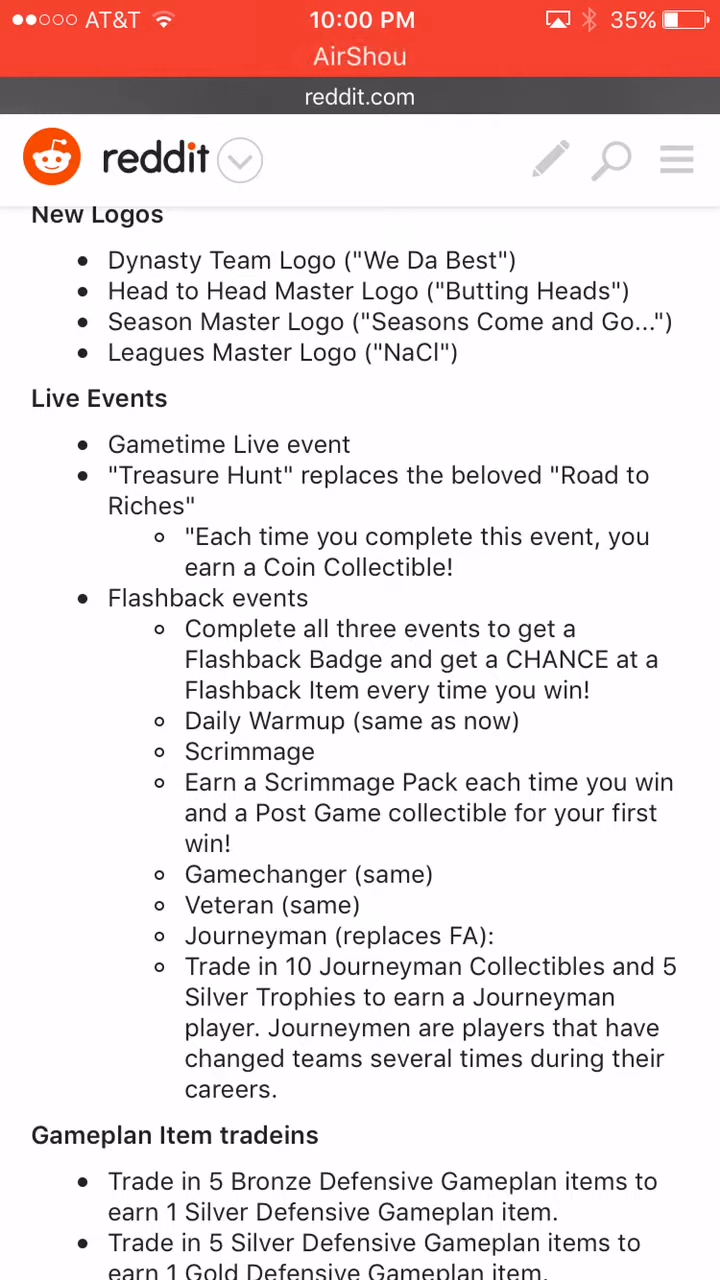 AT&T 10:00 PM 35%
AirShou
reddit.com
reddit
New Logos
Dynasty Team Logo ("We Da Best")
Head to Head Master Logo ("Butting Heads")
Season Master Logo ("Seasons Come and Go...")
Leagues Master Logo ("NaCl")
Live Events
Gametime Live event
"Treasure Hunt" replaces the beloved "Road to
Riches"
"Each time you complete this event, you
earn a Coin Collectible!
Flashback events
Complete all three events to get a
Flashback Badge and get a CHANCE at a
Flashback Item every time you win!
Daily Warmup (same as now)
Scrimmage
Earn a Scrimmage Pack each time you win
and a Post Game collectible for your first
win!
Gamechanger (same)
Veteran (same)
Journeyman (replaces FA):
Trade in 10 Journeyman Collectibles and 5
Silver Trophies to earn a Journeyman
player. Journeymen are players that have
changed teams several times during their
careers.
Gameplan Item tradeins
Trade in 5 Bronze Defensive Gameplan items to
earn 1 Silver Defensive Gameplan item.
Trade in 5 Silver Defensive Gameplan items to
earn 1 Gold Defensive Gameplan item.